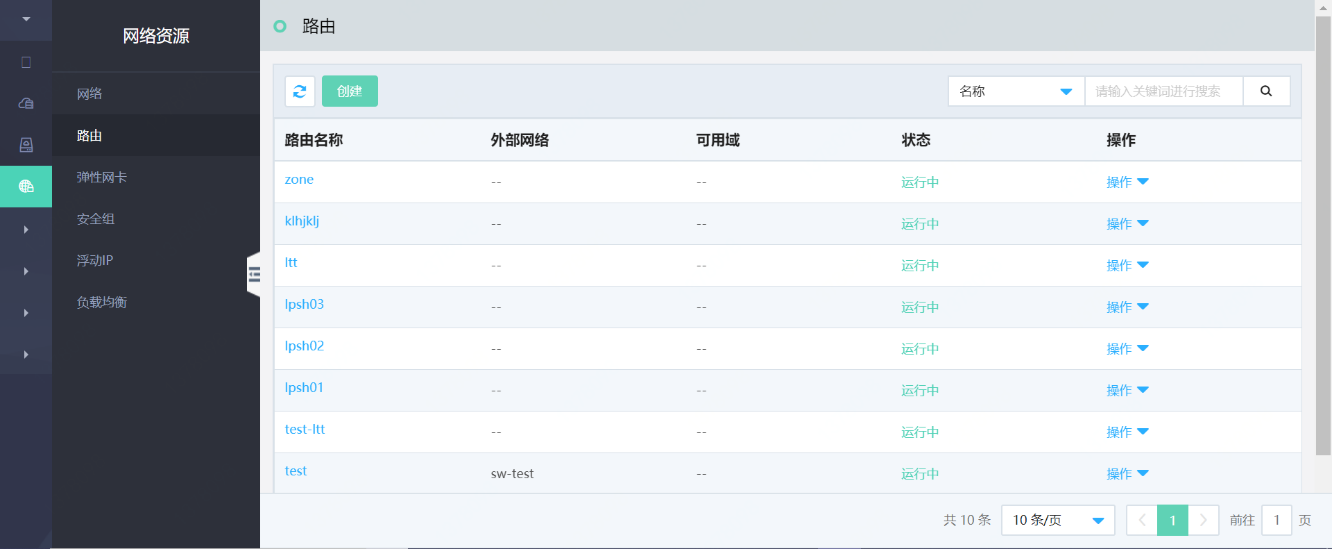 网络资源
网络
路由
弹性网卡
安全组
浮动IP
负载均衡
路由
创建
名称 请输入关键词进行搜索
路由名称 外部网络 可用域 状态 操作
zone -- -- 运行中 操作
klhjklj -- -- 运行中 操作
ltt -- -- 运行中 操作
lpsh03 -- -- 运行中 操作
lpsh02 -- -- 运行中 操作
lpsh01 -- -- 运行中 操作
test-ltt -- -- 运行中 操作
test sw-test -- 运行中 操作
共 10 条 10 条/页 1 前往 1 页